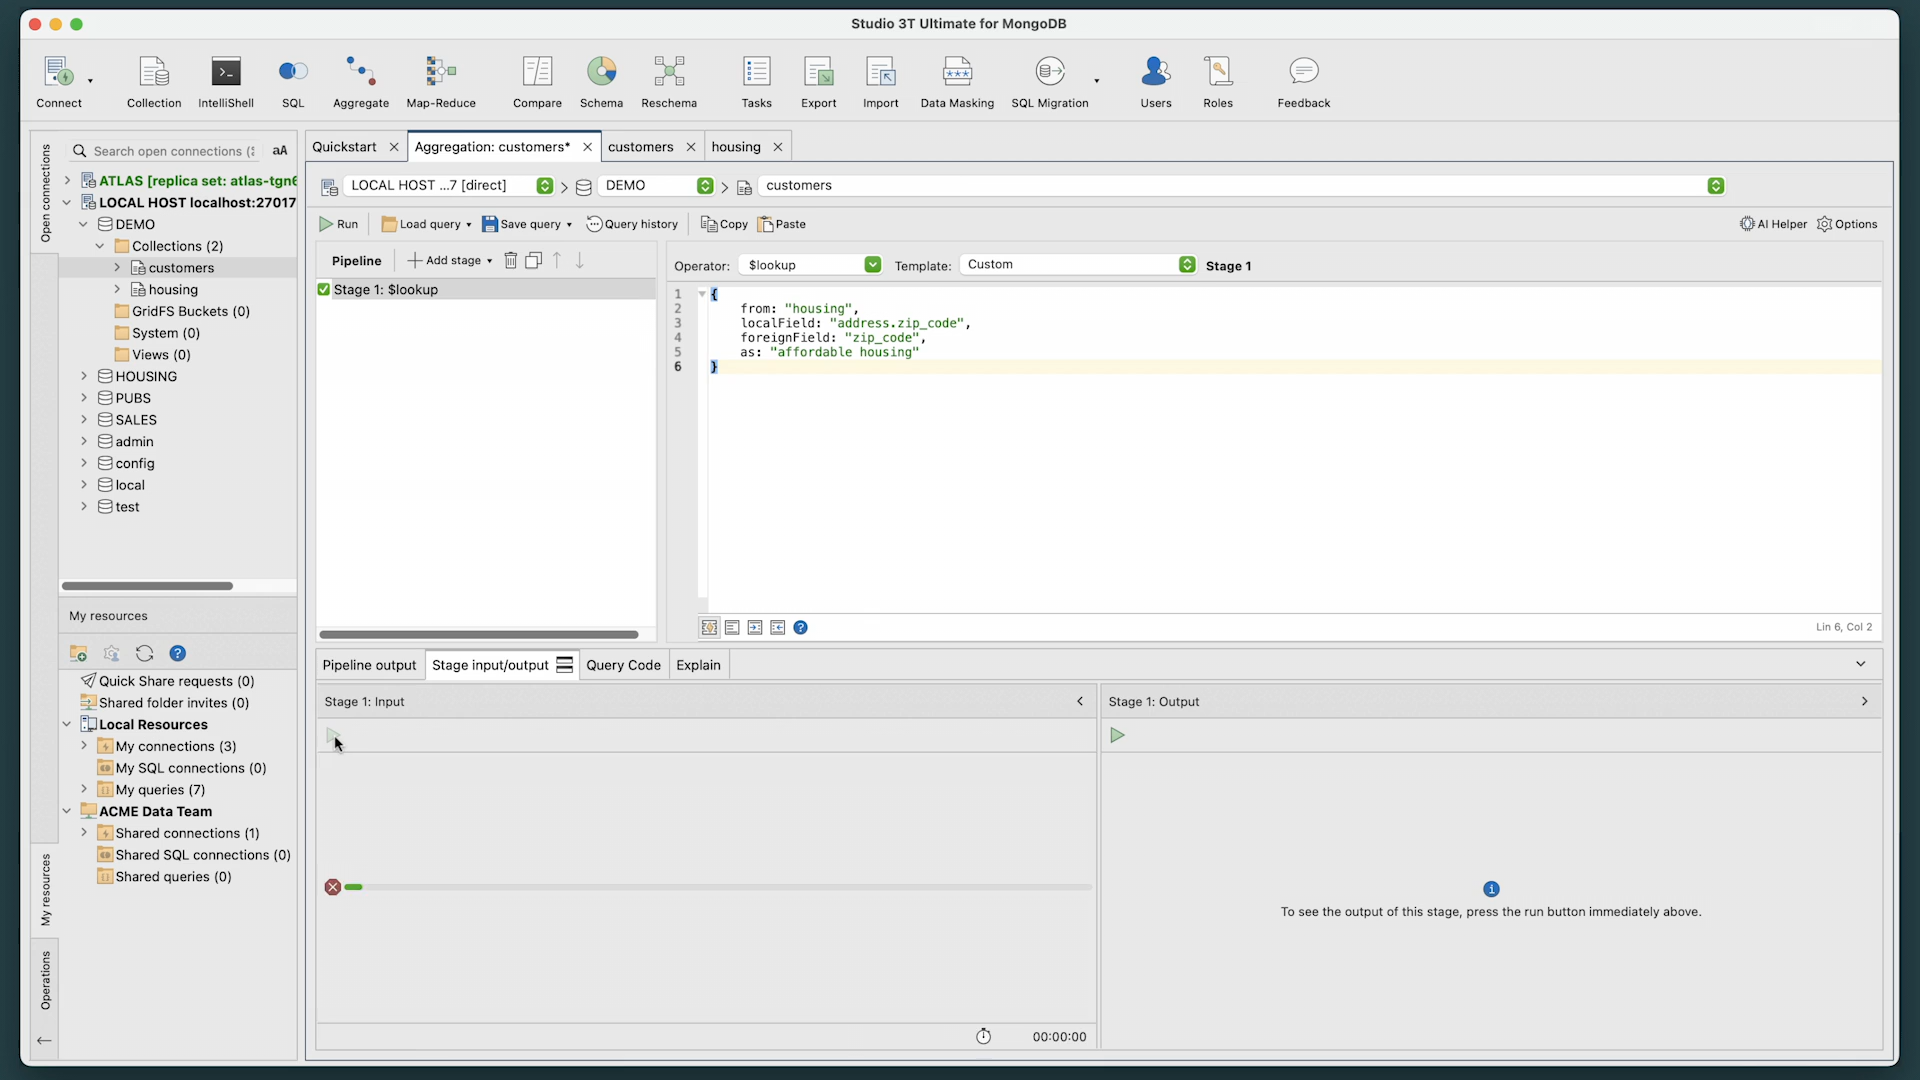 Studio 3T Ultimate for MongoDB
Connect
Collection
IntelliShell
SQL
Aggregate
Map-Reduce
Compare
Schema
Reschema
Tasks
Export
Import
Data Masking
SQL Migration
Users
Roles
Feedback
Open connections
Search open connections (
aA
ATLAS [replica set: atlas-tgn6
LOCAL HOST localhost:27017
DEMO
Collections (2)
customers
housing
GridFS Buckets (0)
System (0)
Views (0)
HOUSING
PUBS
SALES
admin
config
local
test
My resources
Quick Share requests (0)
Shared folder invites (0)
Local Resources
My connections (3)
My SQL connections (0)
My queries (7)
ACME Data Team
Shared connections (1)
Shared SQL connections (0)
Shared queries (0)
My resources
Operations
Quickstart
Aggregation: customers*
customers
housing
LOCAL HOST ...7 [direct]
DEMO
customers
Run
Load query
Save query
Query history
Copy
Paste
AI Helper
Options
Pipeline
Add stage
Stage 1: $lookup
Operator:
$lookup
Template:
Custom
Stage 1
1 {
2 from: "housing",
3 localField: "address.zip_code",
4 foreignField: "zip_code",
5 as: "affordable housing"
6 }
Lin 6, Col 2
Pipeline output
Stage input/output
Query Code
Explain
Stage 1: Input
Stage 1: Output
To see the output of this stage, press the run button immediately above.
00:00:00